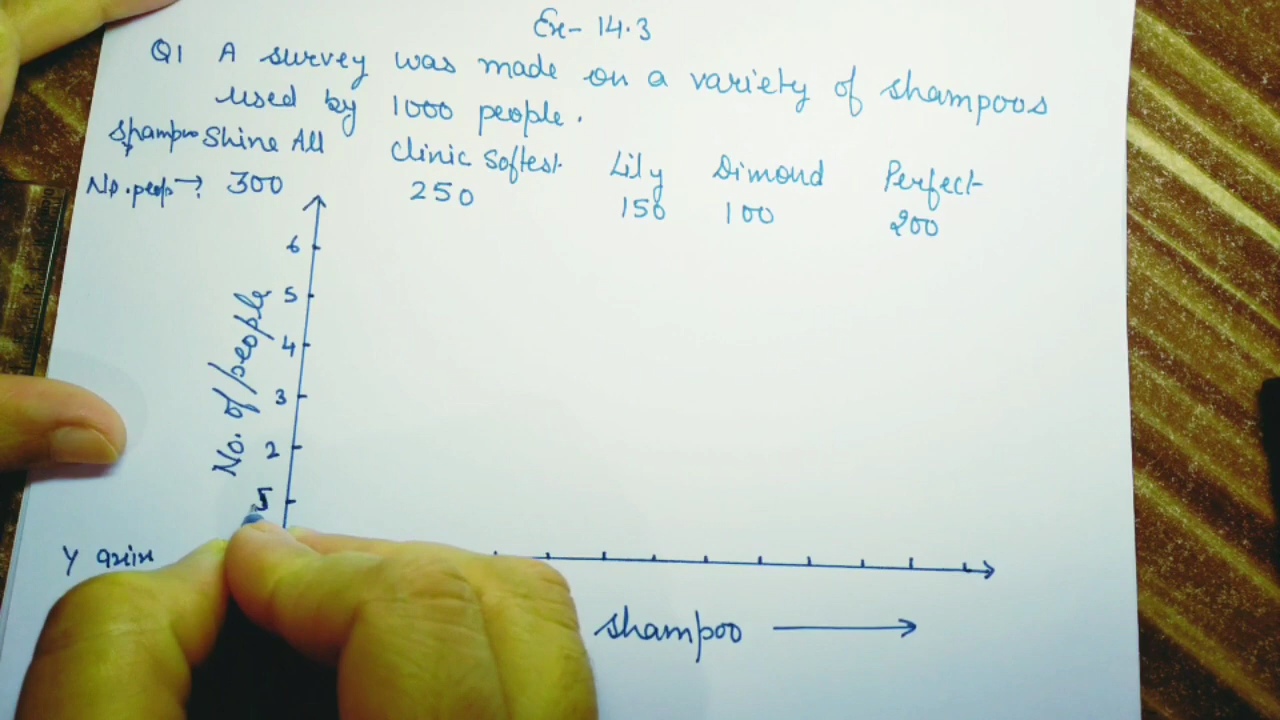 Ex- 14.3
Q1 A survey was made on a variety of shampoos
used by 1000 people.
Shampoo Shine All Clinic Softest Lily Dimond Perfect
No. peop → 300 250 150 100 200
6
5
4
3
2
5
No. of people
Y axis
shampoo